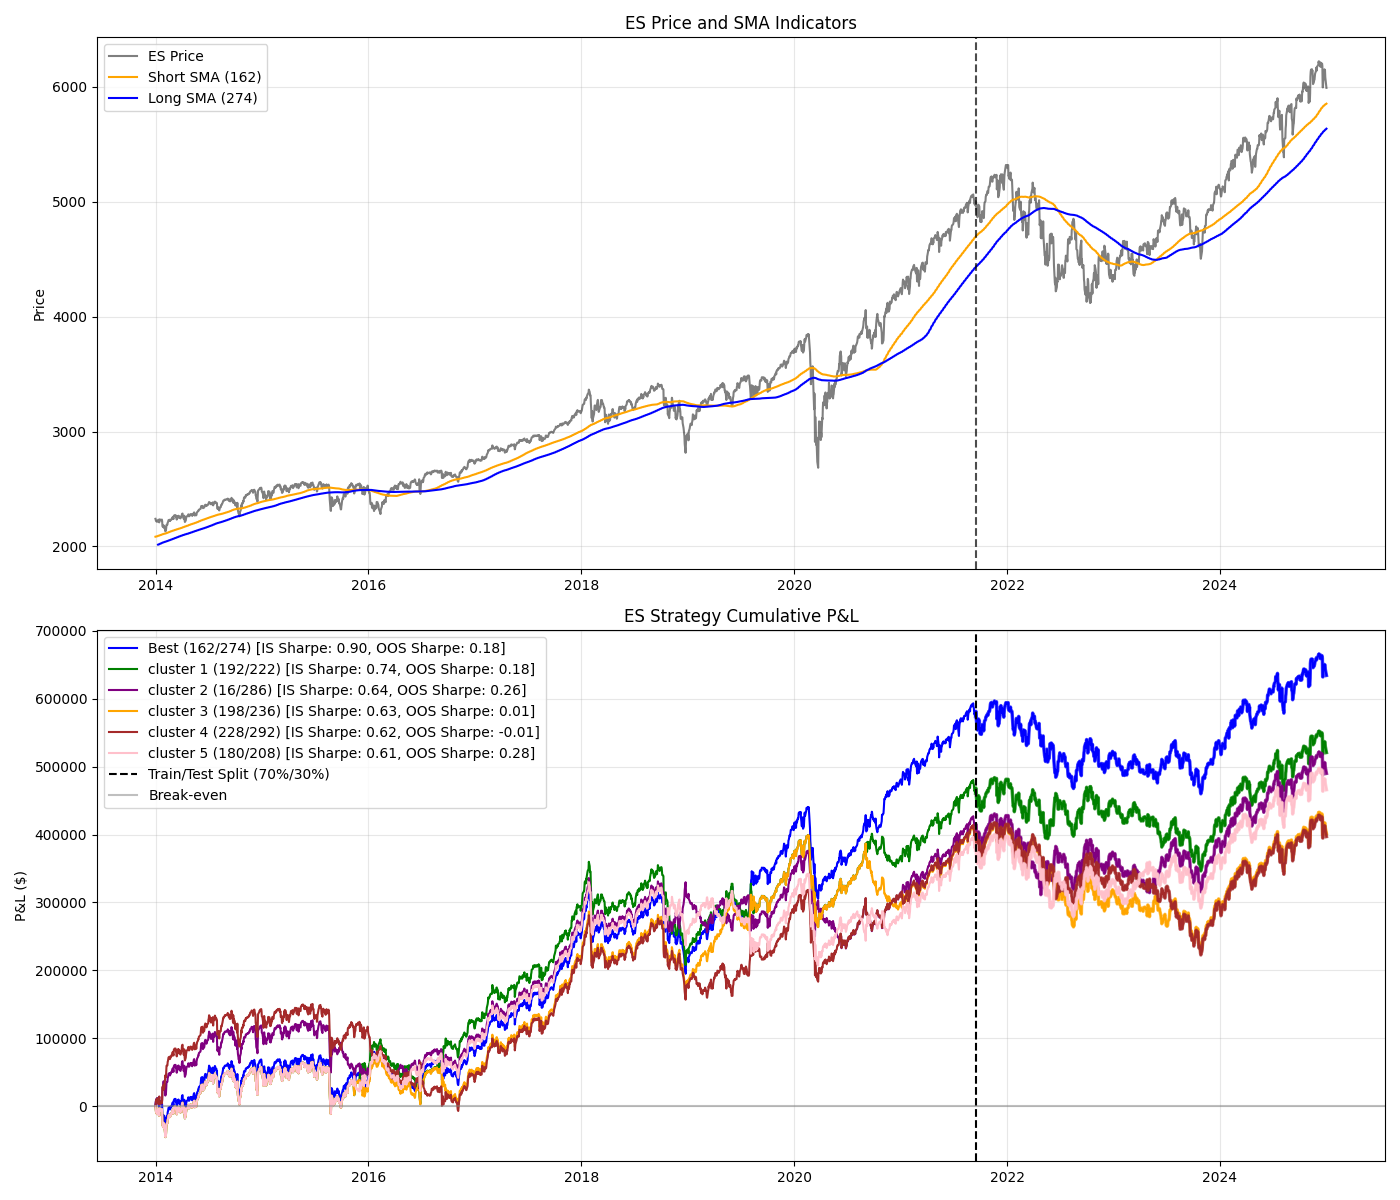 ES Price and SMA Indicators
ES Price
Short SMA (162)
Long SMA (274)
Price
6000
5000
4000
3000
2000
2014 2016 2018 2020 2022 2024
ES Strategy Cumulative P&L
Best (162/274) [IS Sharpe: 0.90, OOS Sharpe: 0.18]
cluster 1 (192/222) [IS Sharpe: 0.74, OOS Sharpe: 0.18]
cluster 2 (16/286) [IS Sharpe: 0.64, OOS Sharpe: 0.26]
cluster 3 (198/236) [IS Sharpe: 0.63, OOS Sharpe: 0.01]
cluster 4 (228/292) [IS Sharpe: 0.62, OOS Sharpe: -0.01]
cluster 5 (180/208) [IS Sharpe: 0.61, OOS Sharpe: 0.28]
Train/Test Split (70%/30%)
Break-even
P&L ($)
700000
600000
500000
400000
300000
200000
100000
0
2014 2016 2018 2020 2022 2024